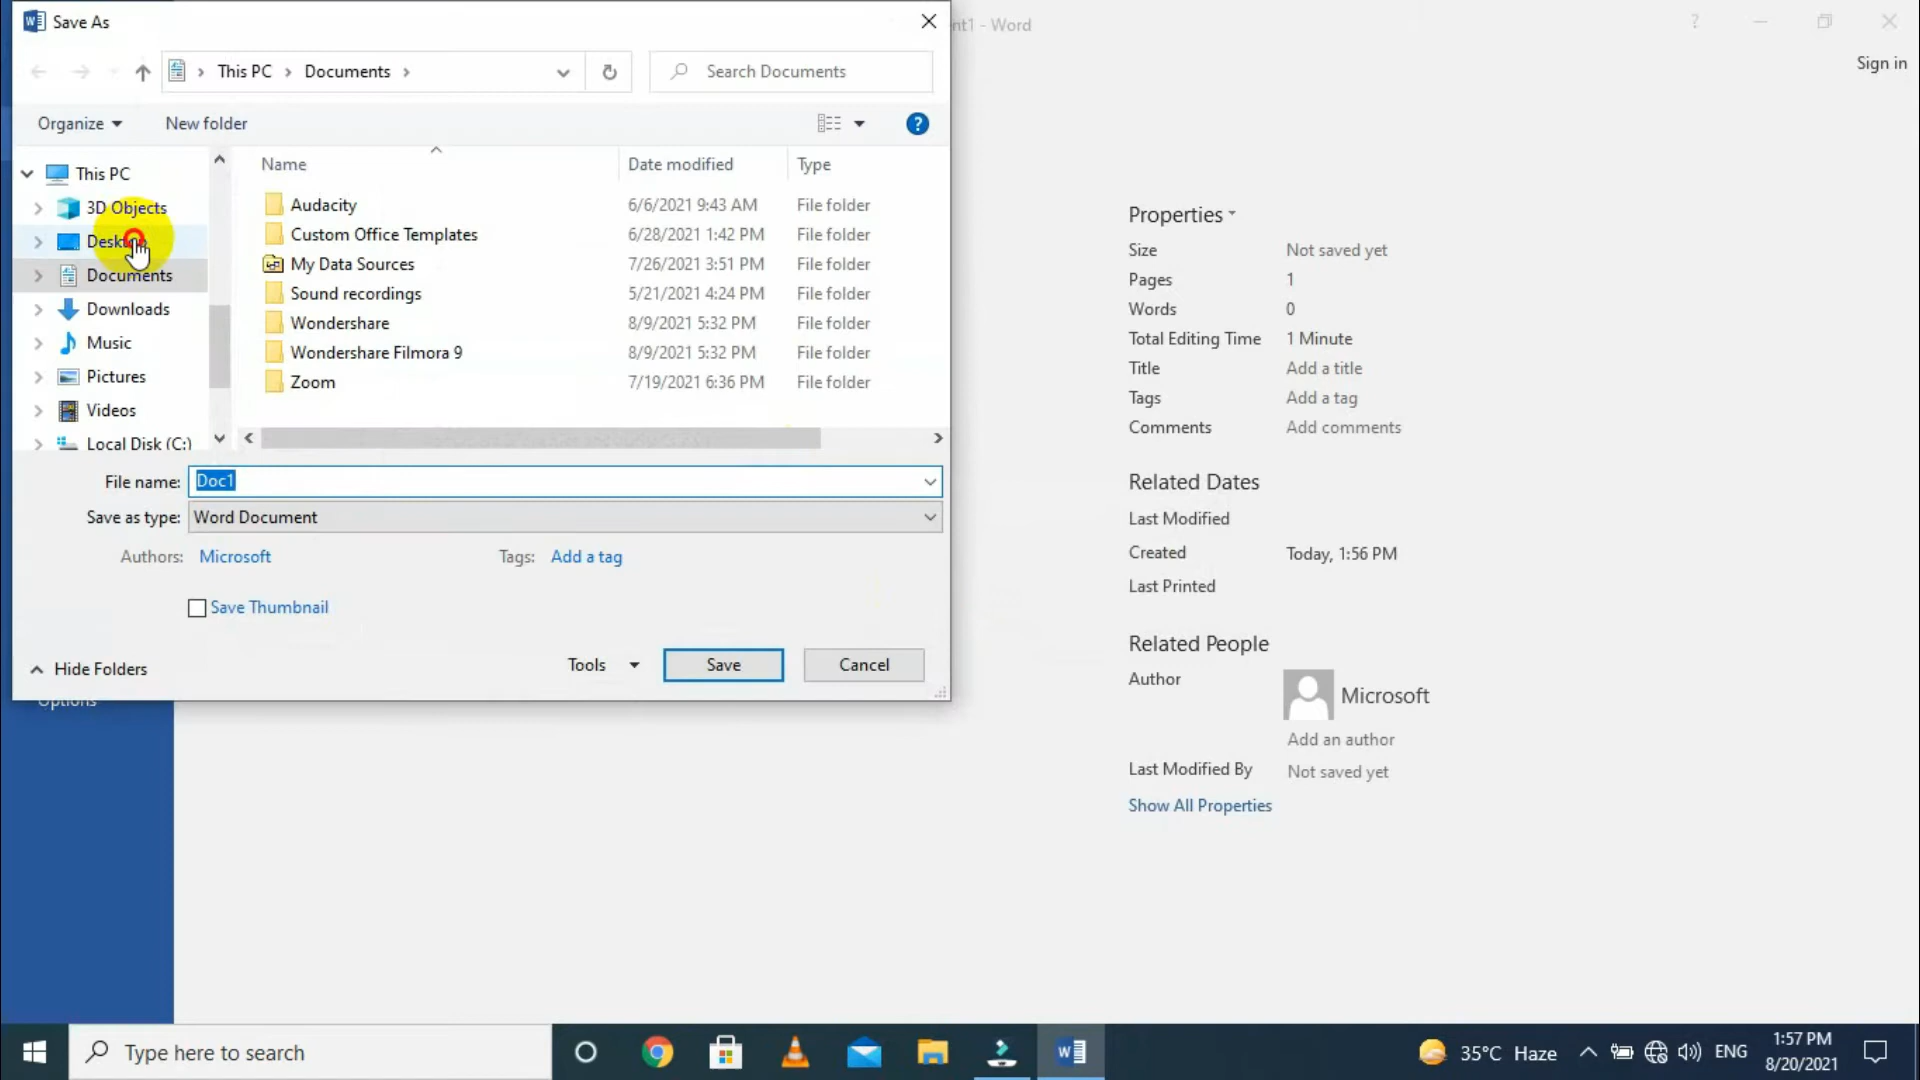 Save As
nt1 - Word
?
Sign in
This PC > Documents >
Search Documents
Organize
New folder
?
Name
Date modified
Type
This PC
3D Objects
Documents
Downloads
Music
Pictures
Videos
Local Disk (C:)
Audacity 6/6/2021 9:43 AM File folder
Custom Office Templates 6/28/2021 1:42 PM File folder
My Data Sources 7/26/2021 3:51 PM File folder
Sound recordings 5/21/2021 4:24 PM File folder
Wondershare 8/9/2021 5:32 PM File folder
Wondershare Filmora 9 8/9/2021 5:32 PM File folder
Zoom 7/19/2021 6:36 PM File folder
File name: Doc1
Save as type: Word Document
Authors: Microsoft
Tags: Add a tag
Save Thumbnail
Hide Folders
Tools
Save
Cancel
Options
Properties
Size Not saved yet
Pages 1
Words 0
Total Editing Time 1 Minute
Title Add a title
Tags Add a tag
Comments Add comments
Related Dates
Last Modified
Created Today, 1:56 PM
Last Printed
Related People
Author
Microsoft
Add an author
Last Modified By Not saved yet
Show All Properties
Type here to search
35°C Haze
ENG
1:57 PM
8/20/2021